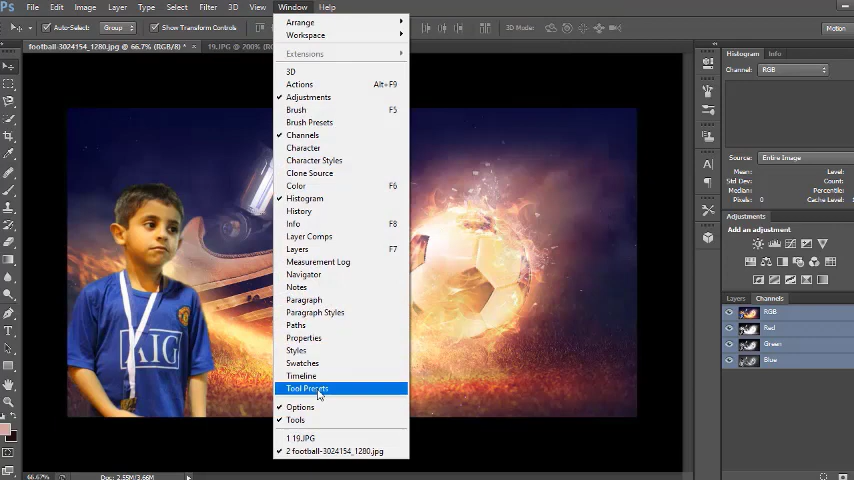 File Edit Image Layer Type Select Filter 3D View Window Help
Auto-Select: Group Show Transform Controls 3D Mode: Motion
football-3024154_1280.jpg @ 66.7% (RGB/8) * × 19.JPG @ 200% (
Arrange
Workspace
Extensions
3D
Actions Alt+F9
Adjustments
Brush F5
Brush Presets
Channels
Character
Character Styles
Clone Source
Color F6
Histogram
History
Info F8
Layer Comps
Layers F7
Measurement Log
Navigator
Notes
Paragraph
Paragraph Styles
Paths
Properties
Styles
Swatches
Timeline
Tool Presets
Options
Tools
1 19.JPG
2 football-3024154_1280.jpg
AIG
Histogram Info
Channel: RGB
Source: Entire Image
Mean: Level:
Std Dev: Count:
Median: Percentile:
Pixels: 0 Cache Level:
Adjustments
Add an adjustment
Layers Channels
RGB
Red
Green
Blue
66.67% Doc: 2.55M/3.66M